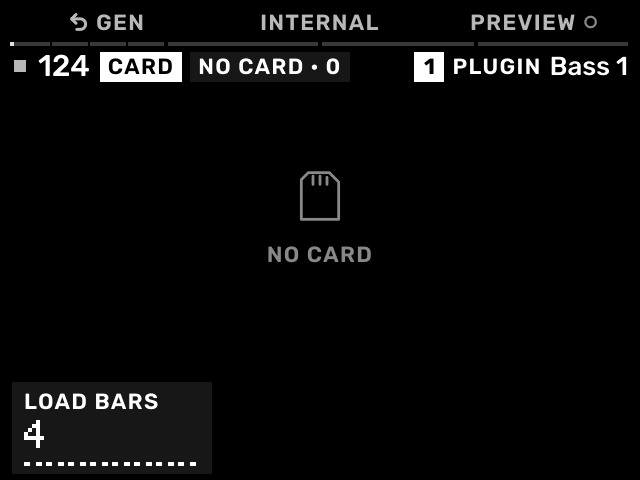 GEN INTERNAL PREVIEW
124 CARD NO CARD • 0 1 PLUGIN Bass 1
NO CARD
LOAD BARS
4